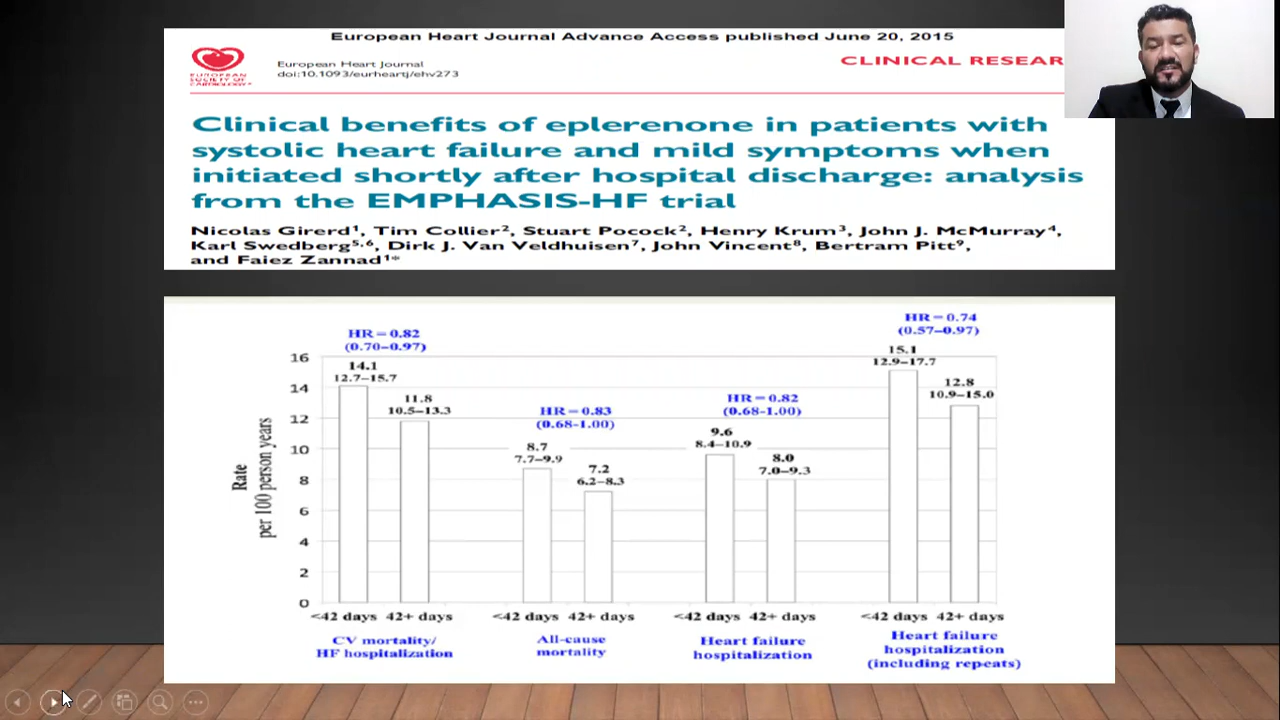 European Heart Journal Advance Access published June 20, 2015
EUROPEAN
SOCIETY OF
CARDIOLOGY®
European Heart Journal
doi:10.1093/eurheartj/ehv273
CLINICAL RESEAR
Clinical benefits of eplerenone in patients with
systolic heart failure and mild symptoms when
initiated shortly after hospital discharge: analysis
from the EMPHASIS-HF trial
Nicolas Girerd¹, Tim Collier², Stuart Pocock², Henry Krum³, John J. McMurray⁴,
Karl Swedberg⁵,⁶, Dirk J. Van Veldhuisen⁷, John Vincent⁸, Bertram Pitt⁹,
and Faiez Zannad¹*
Rate
per 100 person years
16
14
12
10
8
6
4
2
0
HR = 0.82
(0.70–0.97)
14.1
12.7–15.7
11.8
10.5–13.3
<42 days 42+ days
CV mortality/
HF hospitalization
HR = 0.83
(0.68-1.00)
8.7
7.7–9.9
7.2
6.2–8.3
<42 days 42+ days
All-cause
mortality
HR = 0.82
(0.68-1.00)
9.6
8.4–10.9
8.0
7.0–9.3
<42 days 42+ days
Heart failure
hospitalization
HR = 0.74
(0.57–0.97)
15.1
12.9–17.7
12.8
10.9–15.0
<42 days 42+ days
Heart failure
hospitalization
(including repeats)